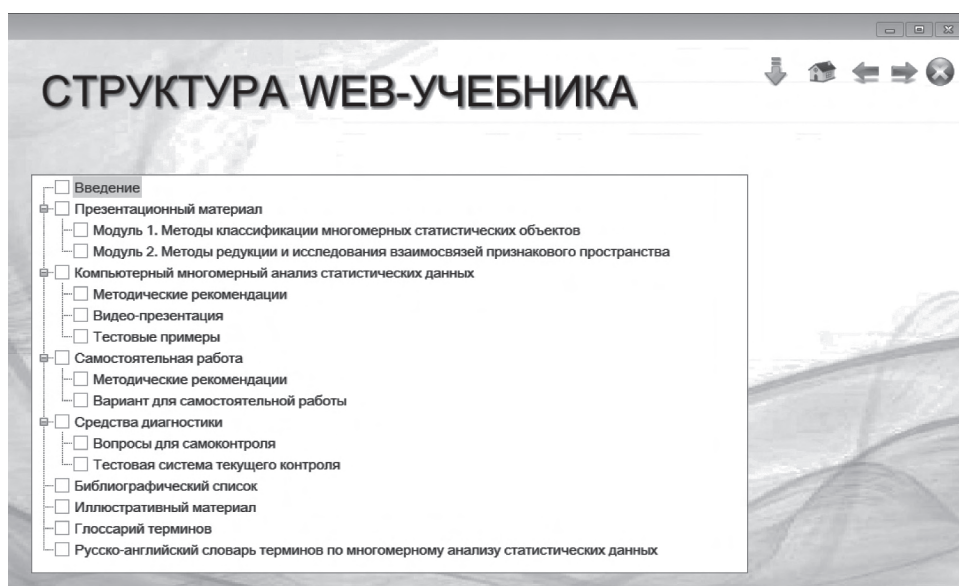 СТРУКТУРА WEB-УЧЕБНИКА
Введение
Презентационный материал
Модуль 1. Методы классификации многомерных статистических объектов
Модуль 2. Методы редукции и исследования взаимосвязей признакового пространства
Компьютерный многомерный анализ статистических данных
Методические рекомендации
Видео-презентация
Тестовые примеры
Самостоятельная работа
Методические рекомендации
Вариант для самостоятельной работы
Средства диагностики
Вопросы для самоконтроля
Тестовая система текущего контроля
Библиографический список
Иллюстративный материал
Глоссарий терминов
Русско-английский словарь терминов по многомерному анализу статистических данных